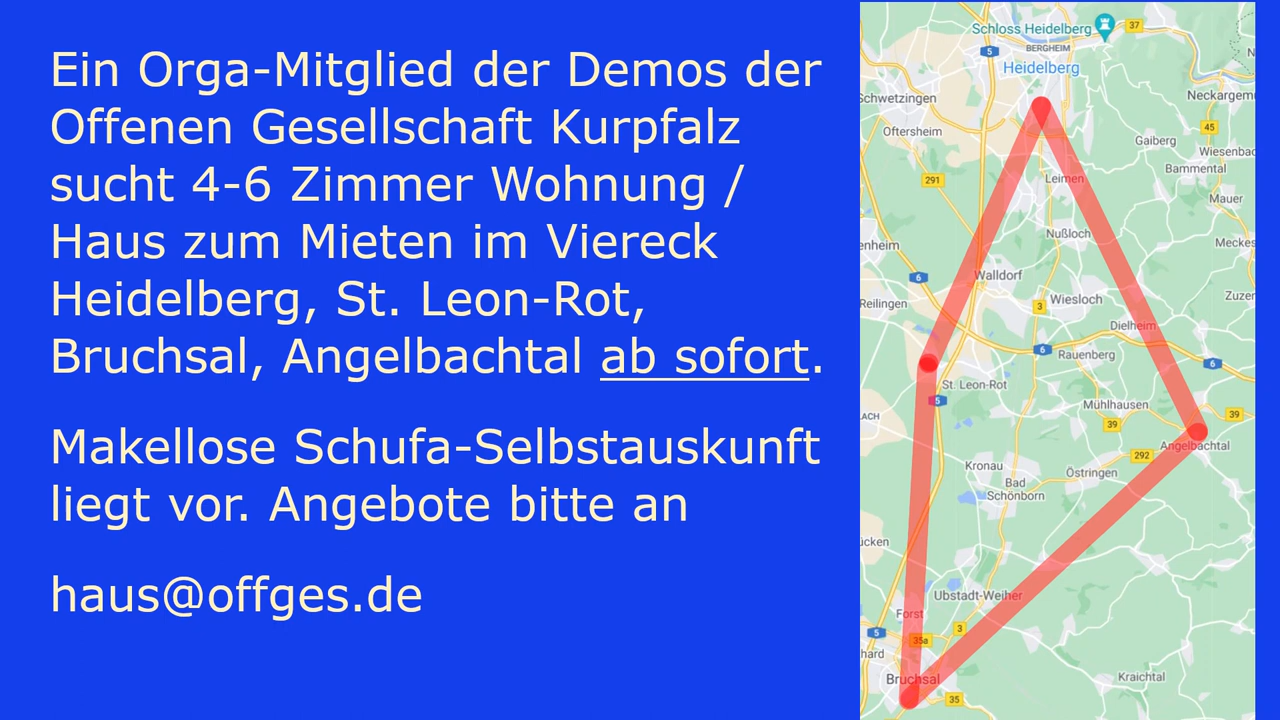 Ein Orga-Mitglied der Demos der
Offenen Gesellschaft Kurpfalz
sucht 4-6 Zimmer Wohnung /
Haus zum Mieten im Viereck
Heidelberg, St. Leon-Rot,
Bruchsal, Angelbachtal ab sofort.
Makellose Schufa-Selbstauskunft
liegt vor. Angebote bitte an
haus@offges.de
Schloss Heidelberg
37
5
BERGHEIM
Heidelberg
Schwetzingen
Neckargem
45
Oftersheim
Gaiberg
Wiesenbac
Bammental
291
Leimen
Mauer
Nußloch
enheim
Meckes
6
Walldorf
Reilingen
3
Wiesloch
Zuzer
Dielheim
6
Rauenberg
6
St. Leon-Rot
5
Mühlhausen
39
LACH
39
Angelbachtal
292
Kronau
Östringen
Bad
Schönborn
ücken
Ubstadt-Weiher
Forst
5
3
35a
hard
Bruchsal
Kraichtal
35